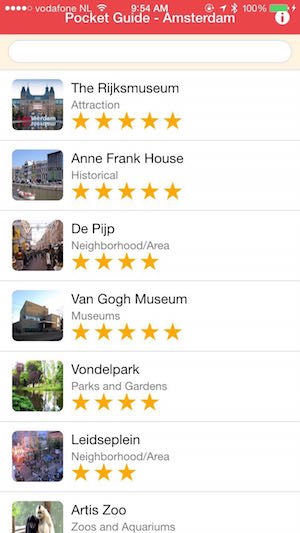 vodafone NL 9:54 AM 100%
Pocket Guide - Amsterdam
The Rijksmuseum
Attraction
Anne Frank House
Historical
De Pijp
Neighborhood/Area
Van Gogh Museum
Museums
Vondelpark
Parks and Gardens
Leidseplein
Neighborhood/Area
Artis Zoo
Zoos and Aquariums